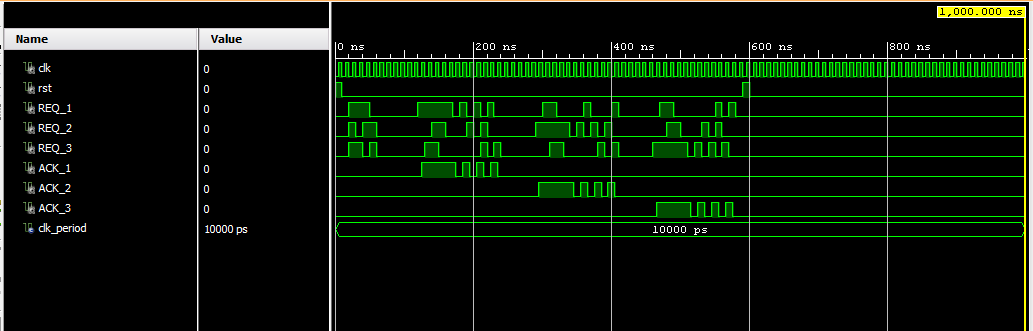 1,000.000 ns
Name Value
0 ns 200 ns 400 ns 600 ns 800 ns
clk 0
rst 0
REQ_1 0
REQ_2 0
REQ_3 0
ACK_1 0
ACK_2 0
ACK_3 0
clk_period 10000 ps 10000 ps